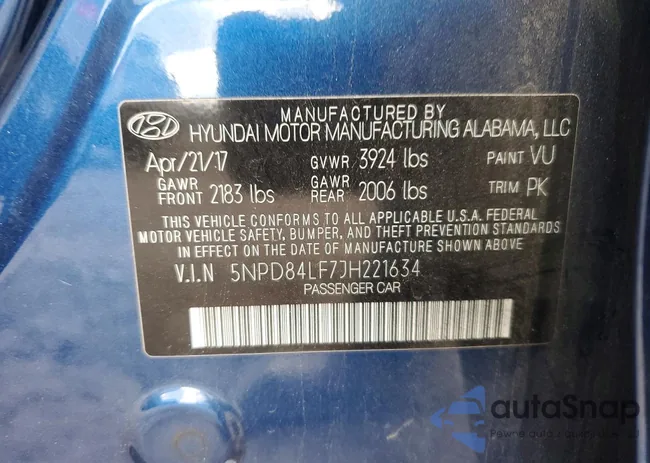 MANUFACTURED BY
HYUNDAI MOTOR MANUFACTURING ALABAMA, LLC
Apr/21/17 GVWR 3924 lbs PAINT VU
GAWR FRONT 2183 lbs GAWR REAR 2006 lbs TRIM PK
THIS VEHICLE CONFORMS TO ALL APPLICABLE U.S.A. FEDERAL
MOTOR VEHICLE SAFETY, BUMPER, AND THEFT PREVENTION STANDARDS
IN EFFECT ON THE DATE OF MANUFACTURE SHOWN ABOVE
V.I.N 5NPD84LF7JH221634
PASSENGER CAR
autaSnap